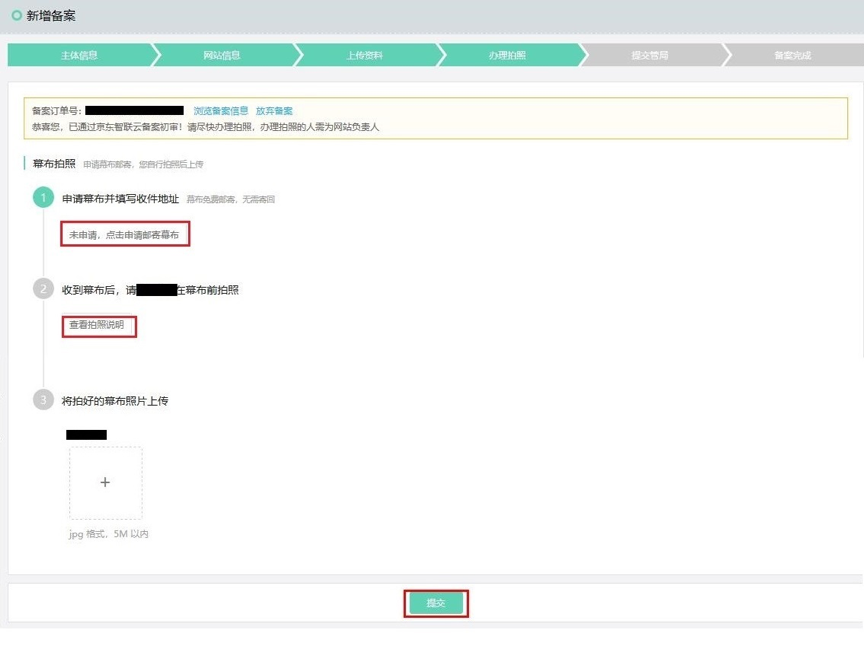 新增备案
主体信息 网站信息 上传资料 办理拍照 提交管局 备案完成
备案订单号： 浏览备案信息 放弃备案
恭喜您，已通过京东智联云备案初审！请尽快办理拍照，办理拍照的人需为网站负责人
幕布拍照 申请幕布邮寄，您自行拍照后上传
1 申请幕布并填写收件地址 幕布免费邮寄，无需寄回
未申请，点击申请邮寄幕布
2 收到幕布后，请 在幕布前拍照
查看拍照说明
3 将拍好的幕布照片上传
+
jpg 格式，5M 以内
提交